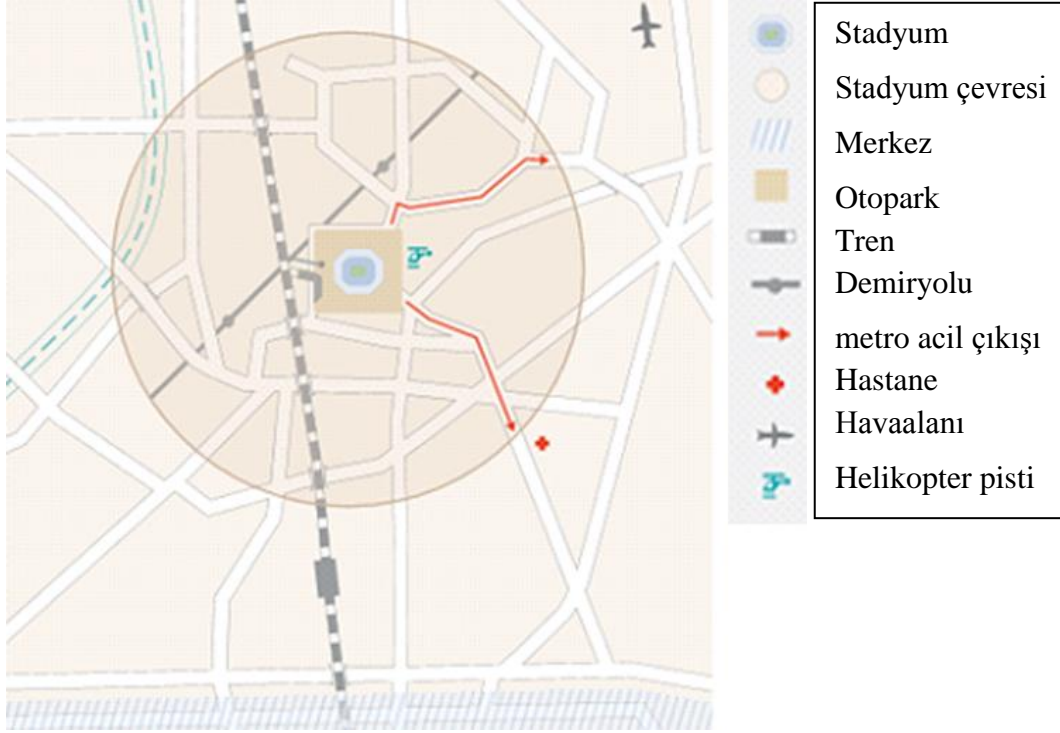 Stadyum
Stadyum çevresi
Merkez
Otopark
Tren
Demiryolu
metro acil çıkışı
Hastane
Havaalanı
Helikopter pisti